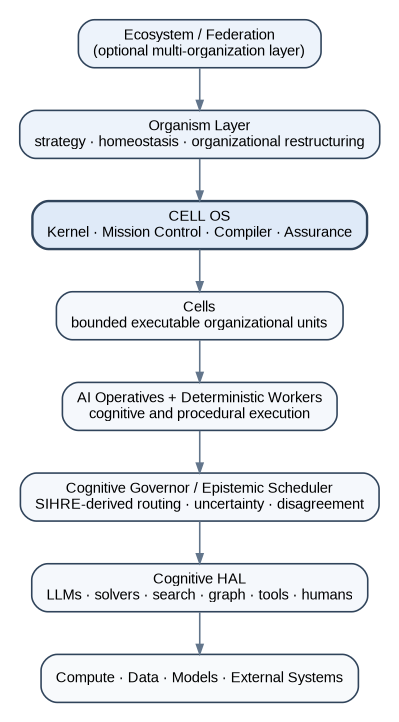 Ecosystem / Federation
(optional multi-organization layer)
Organism Layer
strategy · homeostasis · organizational restructuring
CELL OS
Kernel · Mission Control · Compiler · Assurance
Cells
bounded executable organizational units
AI Operatives + Deterministic Workers
cognitive and procedural execution
Cognitive Governor / Epistemic Scheduler
SIHRE-derived routing · uncertainty · disagreement
Cognitive HAL
LLMs · solvers · search · graph · tools · humans
Compute · Data · Models · External Systems